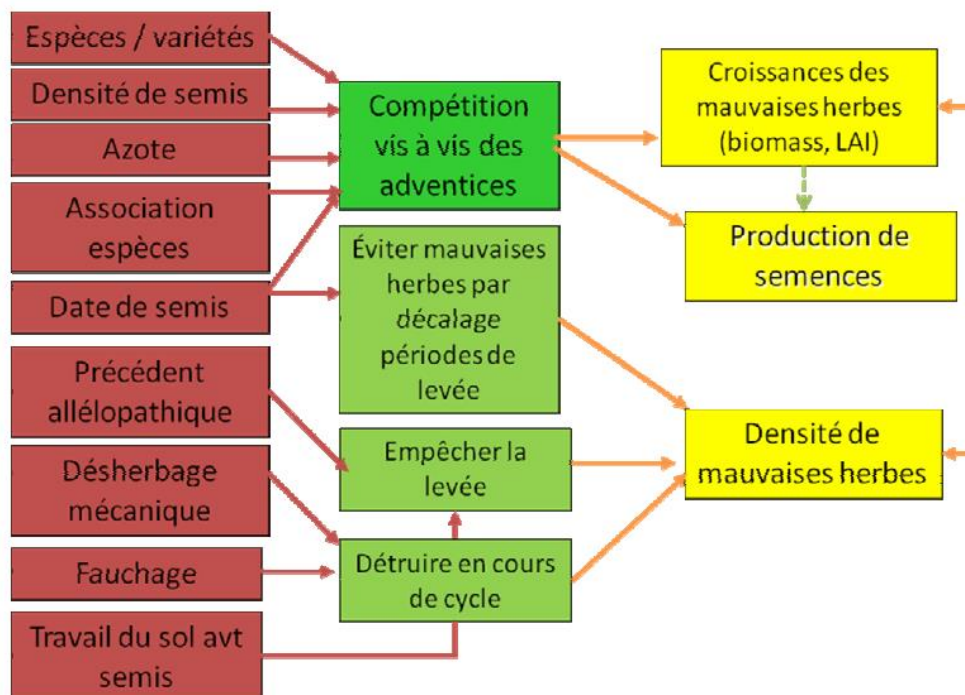 Espèces / variétés
Densité de semis
Azote
Association
espèces
Date de semis
Précédent
allélopathique
Désherbage
mécanique
Fauchage
Travail du sol avt
semis
Compétition
vis à vis des
adventices
Éviter mauvaises
herbes par
décalage
périodes de
levée
Empêcher la
levée
Détruire en cours
de cycle
Croissances des
mauvaises herbes
(biomass, LAI)
Production de
semences
Densité de
mauvaises herbes